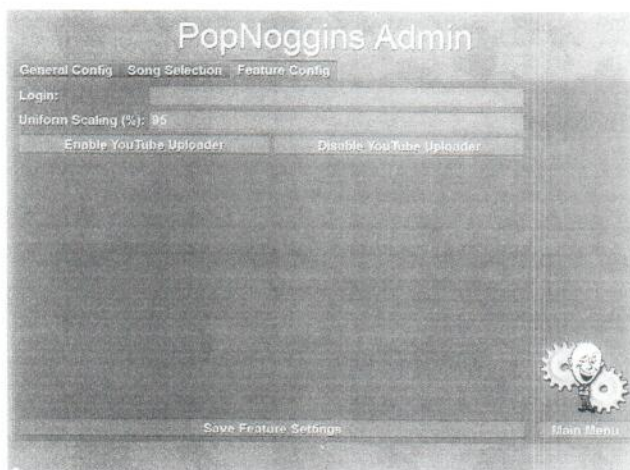 PopNoggins Admin
General Config Song Selection Feature Config
Login:
Uniform Scaling (%): 95
Enable YouTube Uploader Disable YouTube Uploader
Save Feature Settings Main Menu